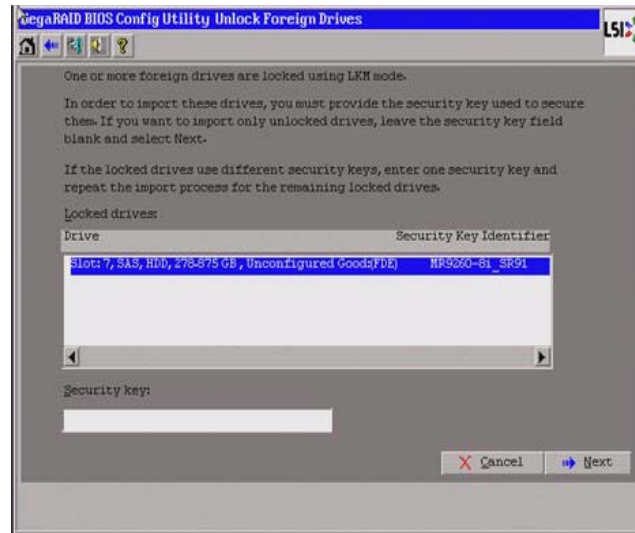 MegaRAID BIOS Config Utility Unlock Foreign Drives
LSI
One or more foreign drives are locked using LKM mode.
In order to import these drives, you must provide the security key used to secure
them. If you want to import only unlocked drives, leave the security key field
blank and select Next.
If the locked drives use different security keys, enter one security key and
repeat the import process for the remaining locked drives.
Locked drives:
Drive Security Key Identifier
Slot: 7, SAS, HDD, 278.875 GB , Unconfigured Good:(FDE) MR9260-8i_SR91
Security key:
Cancel Next